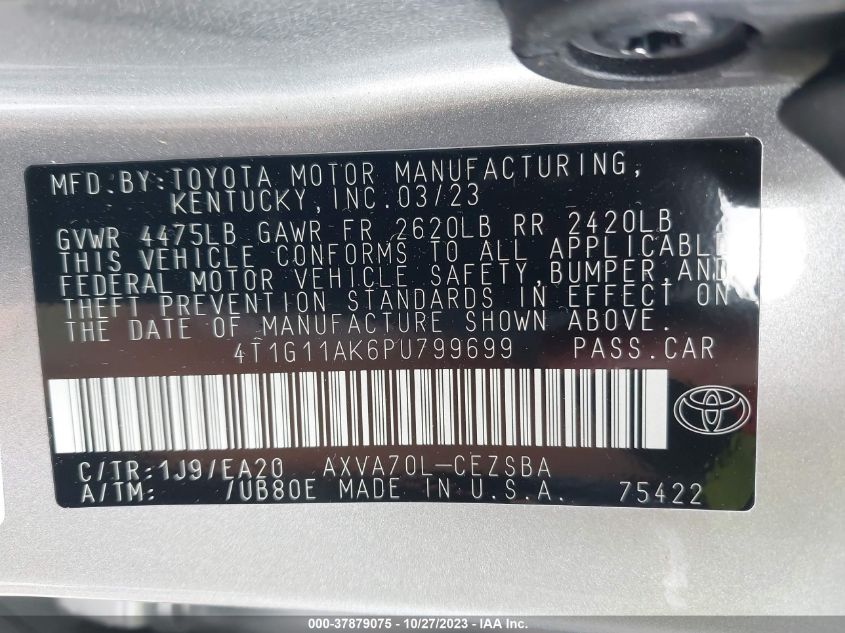 MFD.BY:TOYOTA MOTOR MANUFACTURING,
KENTUCKY, INC. 03/23
GVWR 4475LB GAWR FR 2620LB RR 2420LB
THIS VEHICLE CONFORMS TO ALL APPLICABLE
FEDERAL MOTOR VEHICLE SAFETY, BUMPER, AND
THEFT PREVENTION STANDARDS IN EFFECT ON
THE DATE OF MANUFACTURE SHOWN ABOVE.
4T1G11AK6PU799699 PASS.CAR
C/TR:1J9/EA20 AXVA70L-CEZSBA
A/TM: /UB80E MADE IN U.S.A. 75422
000-37879075 | 10/27/2023 - IAA Inc.